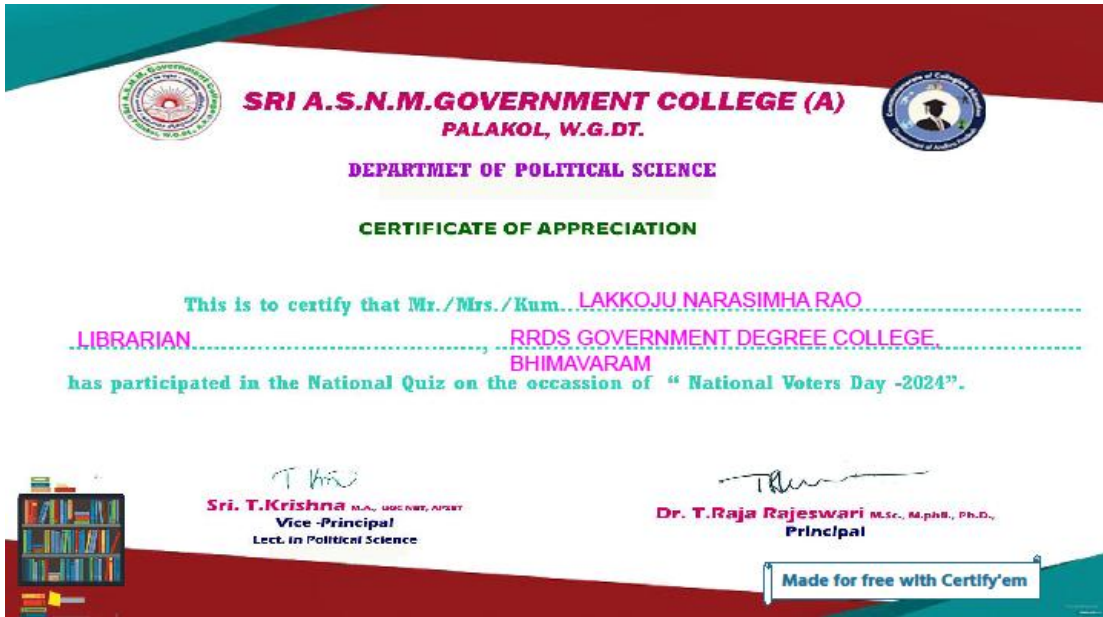 SRI A.S.N.M.GOVERNMENT COLLEGE (A)
PALAKOL, W.G.DT.
DEPARTMET OF POLITICAL SCIENCE
CERTIFICATE OF APPRECIATION
This is to certify that Mr./Mrs./Kum. LAKKOJU NARASIMHA RAO
LIBRARIAN, RRDS GOVERNMENT DEGREE COLLEGE,
BHIMAVARAM
has participated in the National Quiz on the occassion of “ National Voters Day -2024”.
Sri. T.Krishna M.A., UGC NET, APSET
Vice -Principal
Lect. in Political Science
Dr. T.Raja Rajeswari M.Sc., M.phil., Ph.D.,
Principal
Made for free with Certify'em